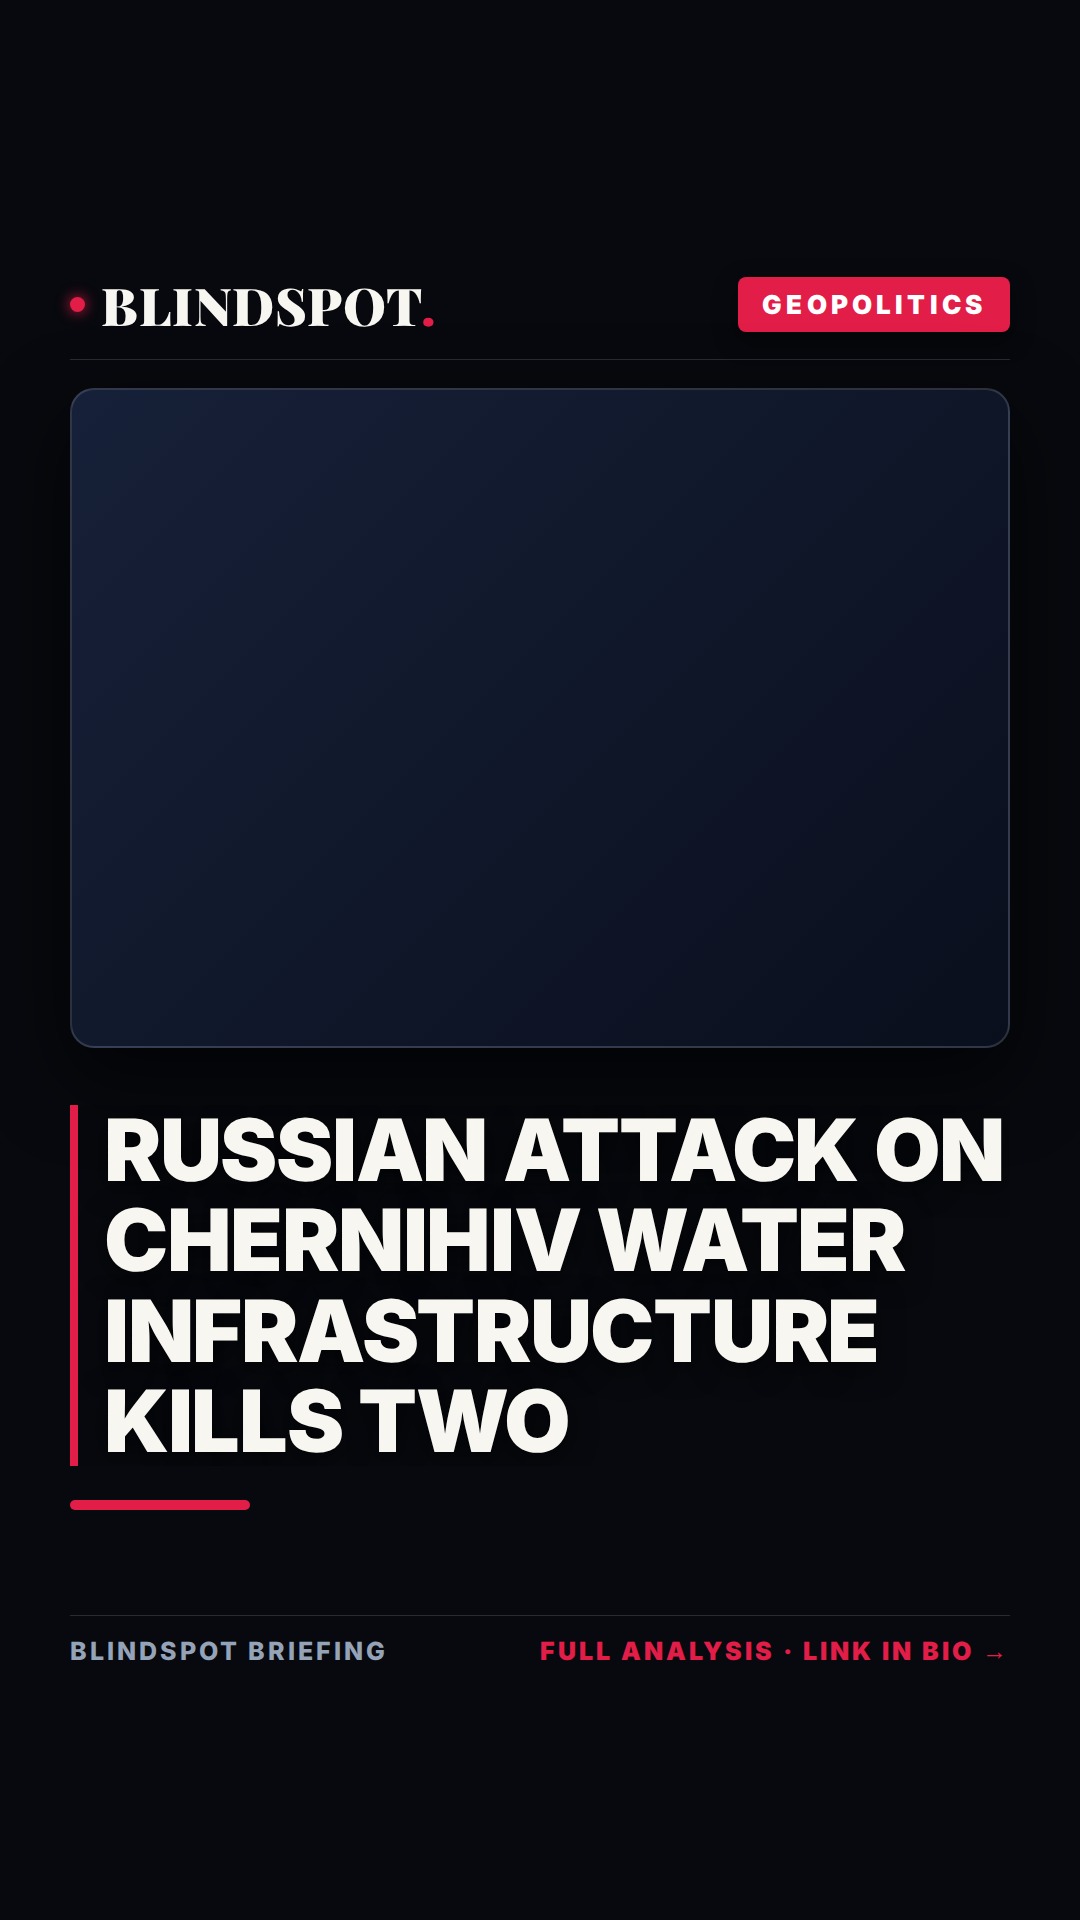 BLINDSPOT.
GEOPOLITICS
RUSSIAN ATTACK ON
CHERNIHIV WATER
INFRASTRUCTURE
KILLS TWO
BLINDSPOT BRIEFING
FULL ANALYSIS · LINK IN BIO →